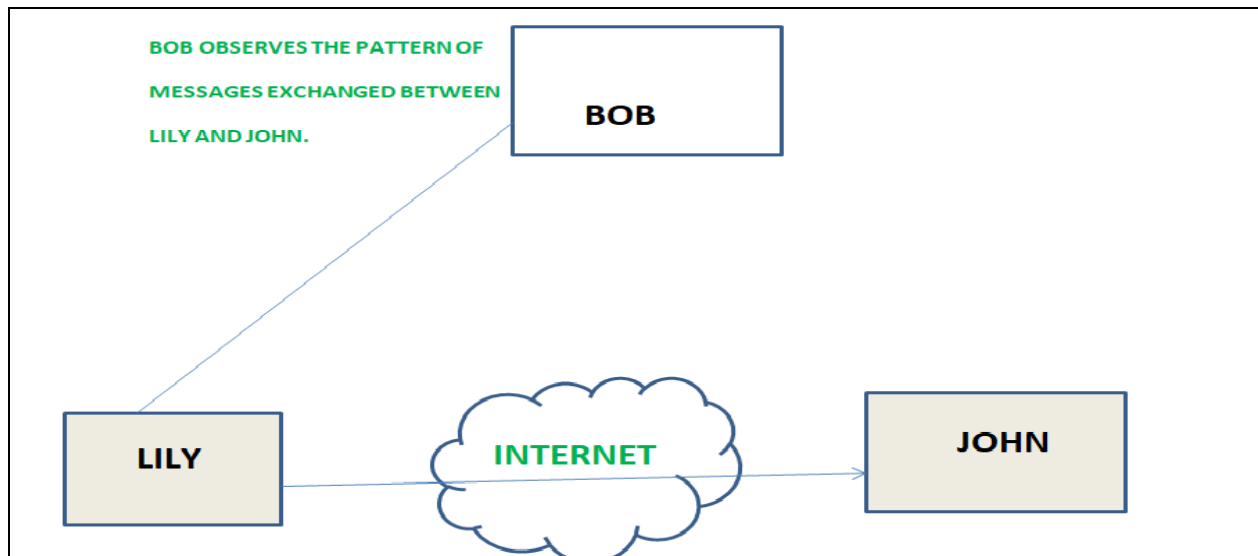 BOB OBSERVES THE PATTERN OF
MESSAGES EXCHANGED BETWEEN
LILY AND JOHN.
BOB
LILY
INTERNET
JOHN